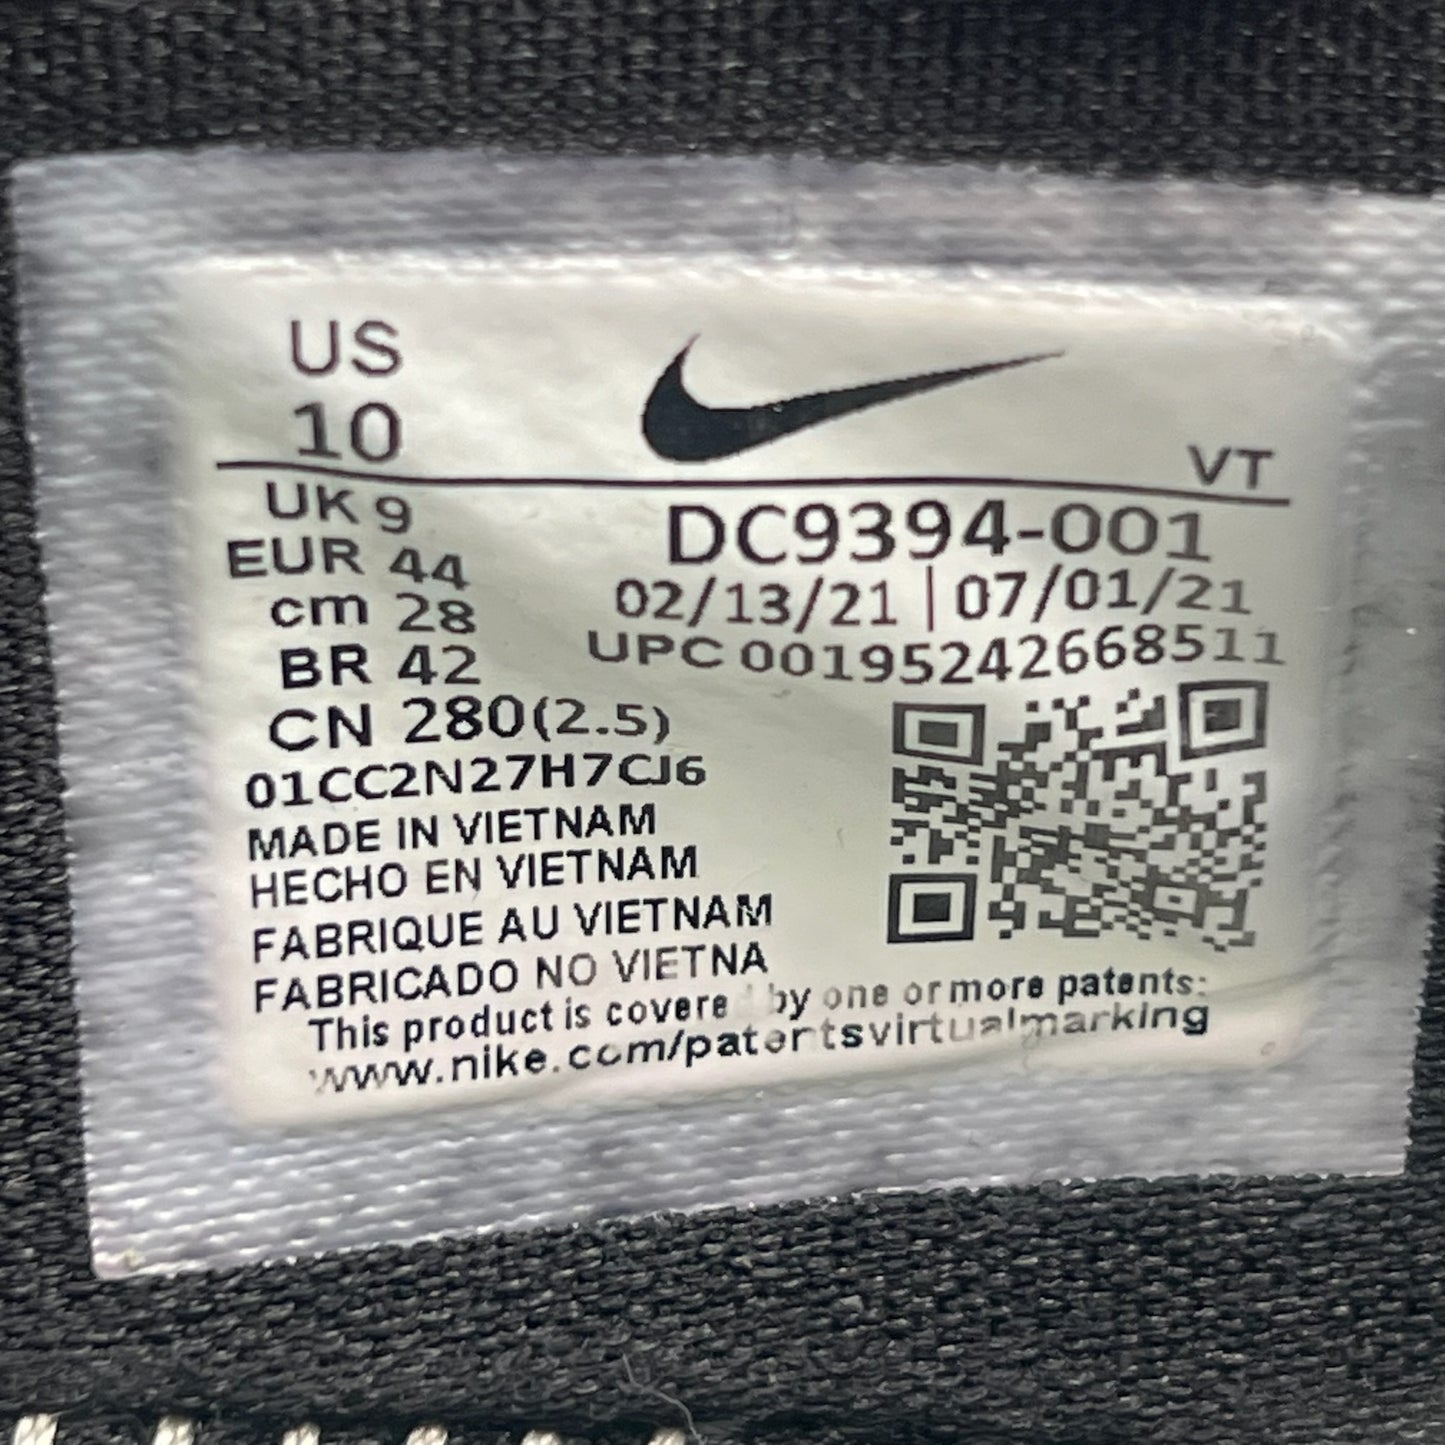 US
10
VT
UK 9
EUR 44
cm 28
BR 42
CN 280(2.5)
DC9394-001
02/13/21 | 07/01/21
UPC 00195242668511
01CC2N27H7CJ6
MADE IN VIETNAM
HECHO EN VIETNAM
FABRIQUE AU VIETNAM
FABRICADO NO VIETNA
This product is covere by one or more patents:
www.nike.com/patentsvirtualmarking